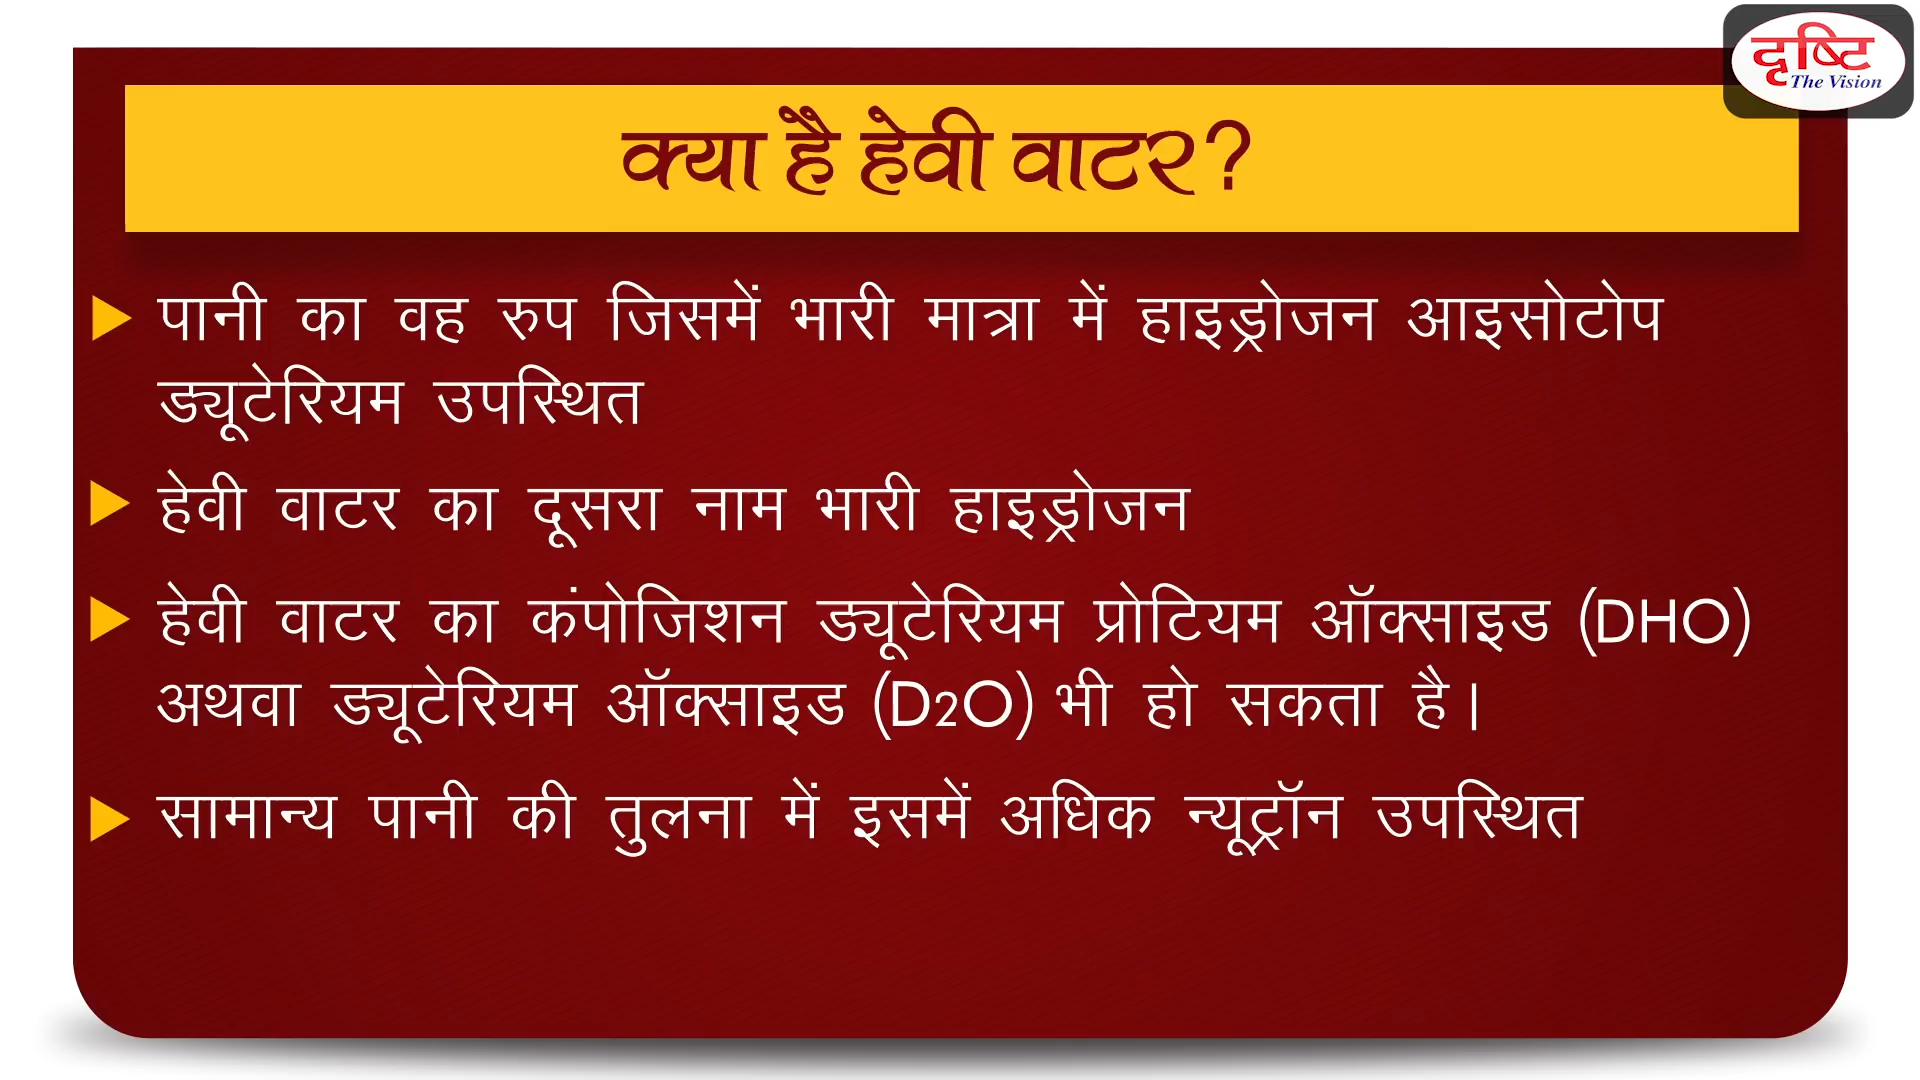 दृष्टि
The Vision
क्या है हेवी वाटर?
पानी का वह रुप जिसमें भारी मात्रा में हाइड्रोजन आइसोटोप
ड्यूटेरियम उपस्थित
हेवी वाटर का दूसरा नाम भारी हाइड्रोजन
हेवी वाटर का कंपोजिशन ड्यूटेरियम प्रोटियम ऑक्साइड (DHO)
अथवा ड्यूटेरियम ऑक्साइड (D2O) भी हो सकता है।
सामान्य पानी की तुलना में इसमें अधिक न्यूट्रॉन उपस्थित